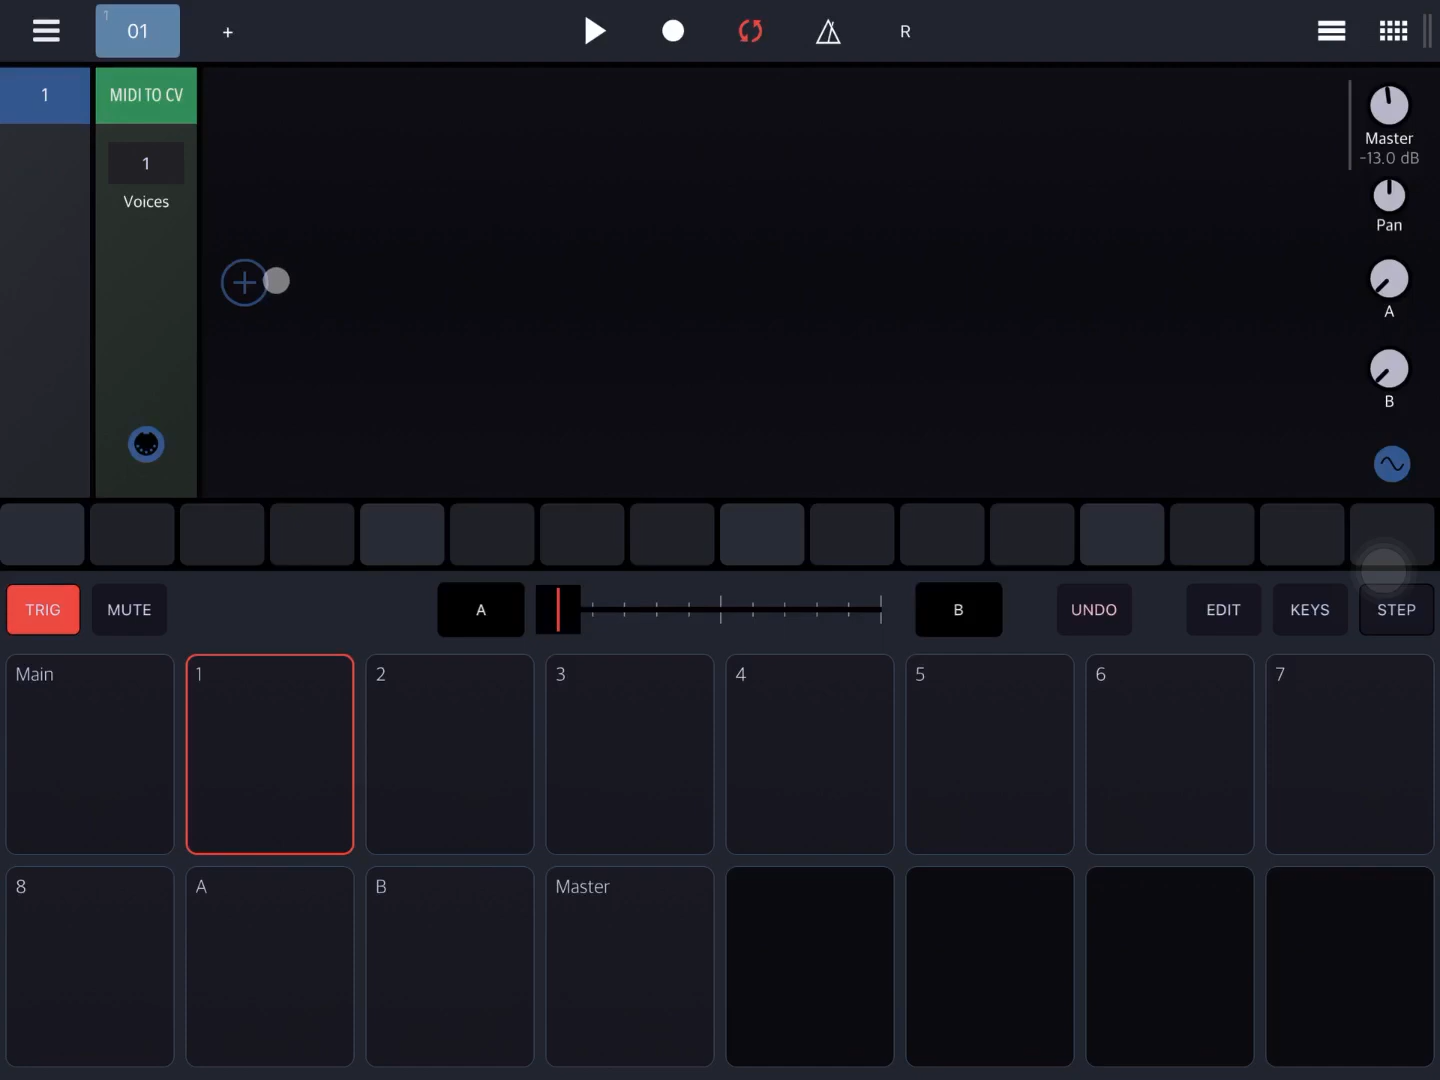 1
01
+
R
1
MIDI TO CV
1
Voices
Master
-13.0 dB
Pan
A
B
TRIG
MUTE
A
B
UNDO
EDIT
KEYS
STEP
Main
1
2
3
4
5
6
7
8
A
B
Master